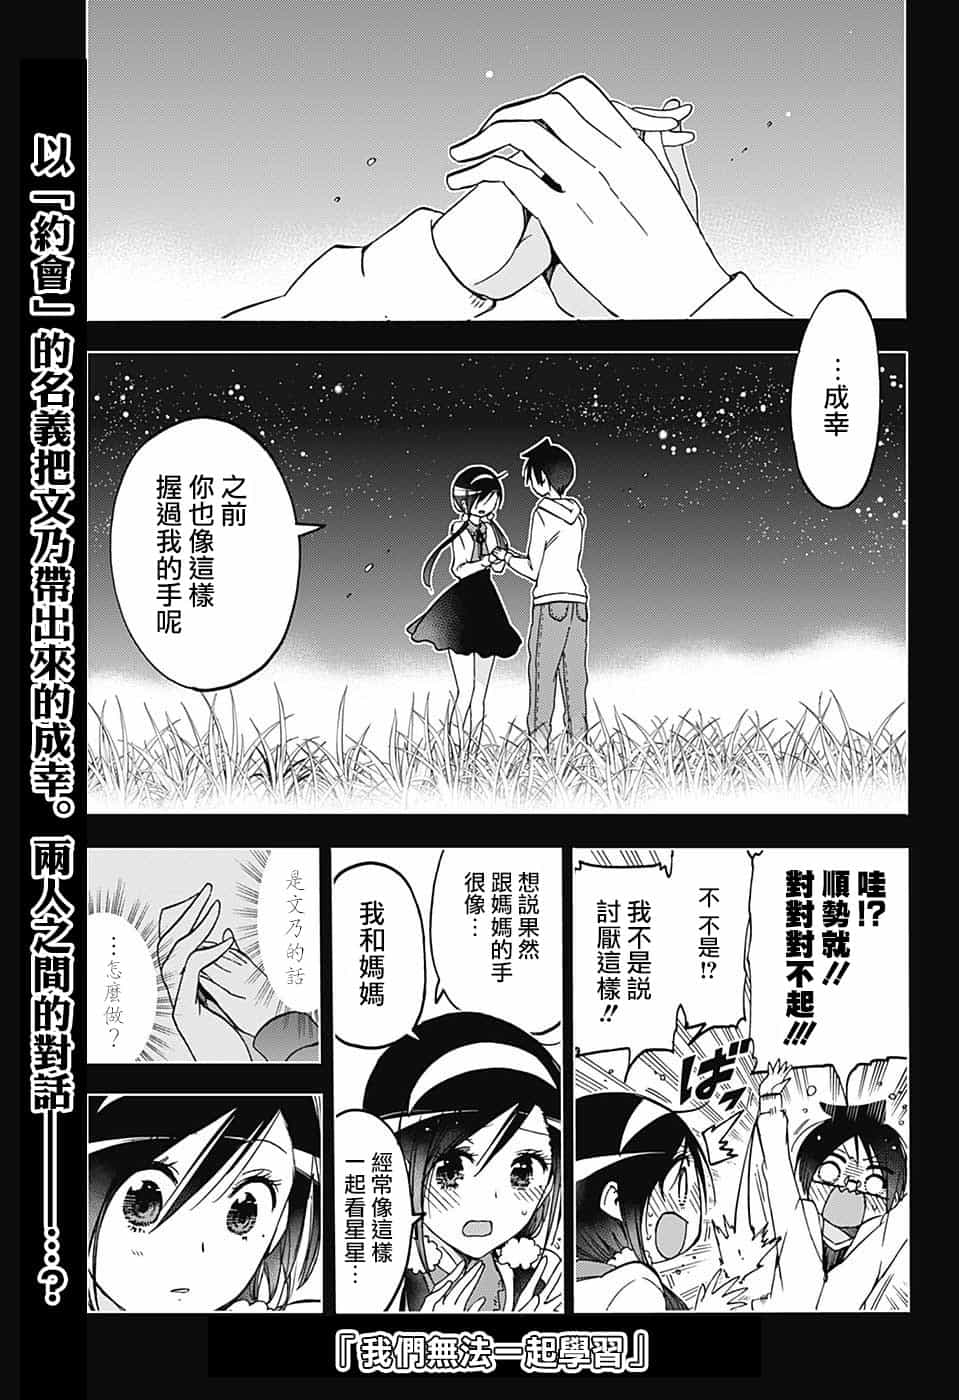 以『約會』的名義把文乃帶出來的成幸。兩人之間的對話————…？
…成幸
之前
你也像這樣
握過我的手呢
哇!?
順勢就!!
對對對不起!!!
不不是!?
我不是說
討厭這樣!!
ばっ
想說果然
跟媽媽的手
很像…
我和媽媽
經常像這樣
一起看星星…
是文乃的話
…怎麼做？
『我們無法一起學習』